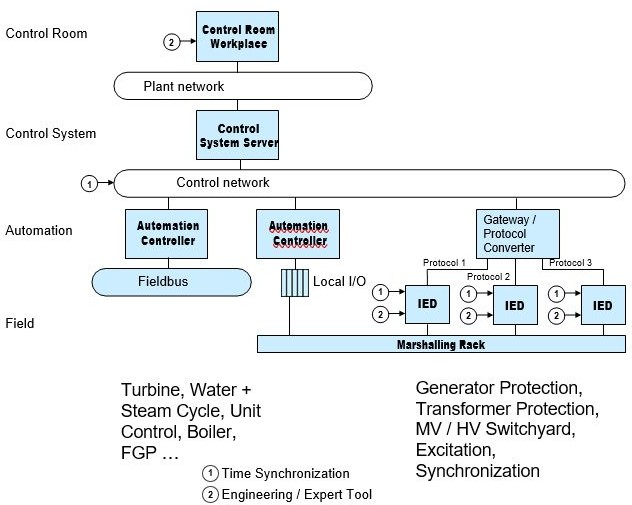 Control Room
Control Room
Workplace
2
Plant network
Control System
Control
System Server
1
Control network
Automation
Automation
Controller
Automation
Controller
Gateway /
Protocol
Converter
Protocol 1
Protocol 2
Protocol 3
Fieldbus
Local I/O
1
2
IED
1
2
IED
1
2
IED
Field
Marshalling Rack
Turbine, Water +
Steam Cycle, Unit
Control, Boiler,
FGP ...
Generator Protection,
Transformer Protection,
MV / HV Switchyard,
Excitation,
Synchronization
1 Time Synchronization
2 Engineering / Expert Tool